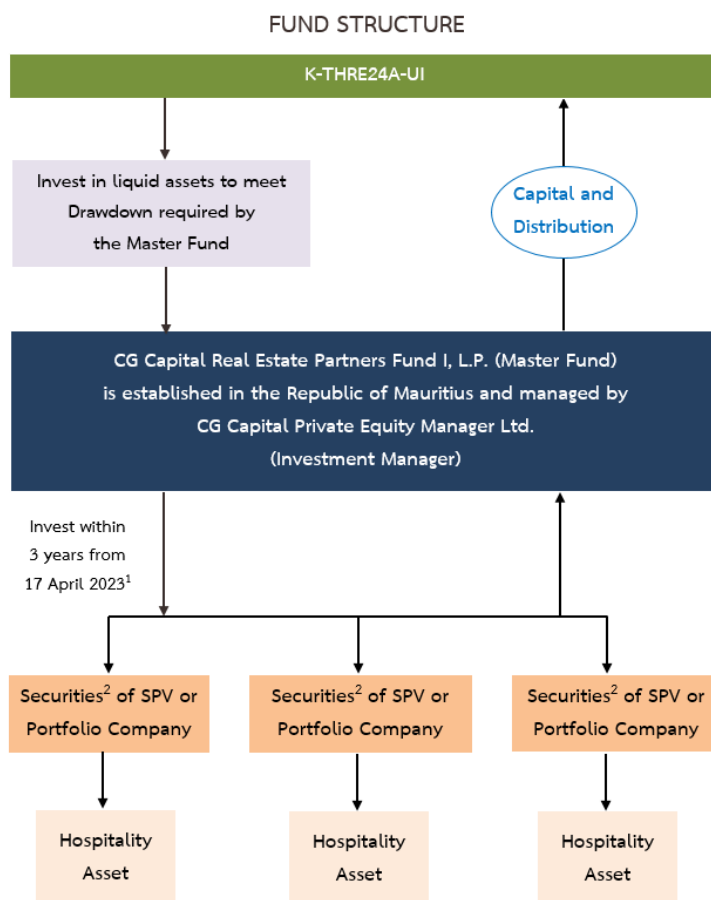 FUND STRUCTURE
K-THRE24A-UI
Invest in liquid assets to meet
Drawdown required by
the Master Fund
Capital and
Distribution
CG Capital Real Estate Partners Fund I, L.P. (Master Fund)
is established in the Republic of Mauritius and managed by
CG Capital Private Equity Manager Ltd.
(Investment Manager)
Invest within
3 years from
17 April 2023¹
Securities² of SPV or
Portfolio Company
Securities² of SPV or
Portfolio Company
Securities² of SPV or
Portfolio Company
Hospitality
Asset
Hospitality
Asset
Hospitality
Asset